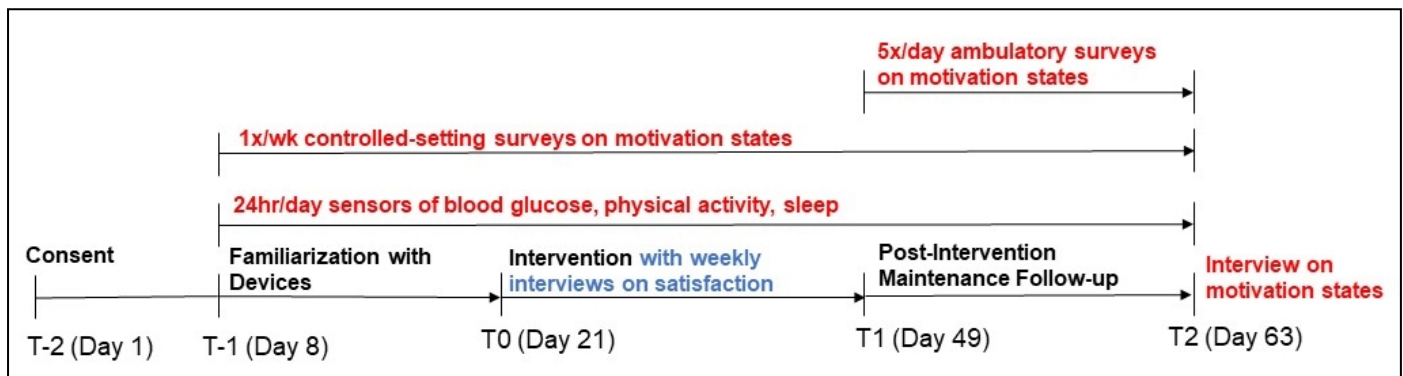 5x/day ambulatory surveys
on motivation states
1x/wk controlled-setting surveys on motivation states
24hr/day sensors of blood glucose, physical activity, sleep
Consent
Familiarization with
Devices
Intervention with weekly
interviews on satisfaction
Post-Intervention
Maintenance Follow-up
Interview on
motivation states
T-2 (Day 1)
T-1 (Day 8)
T0 (Day 21)
T1 (Day 49)
T2 (Day 63)